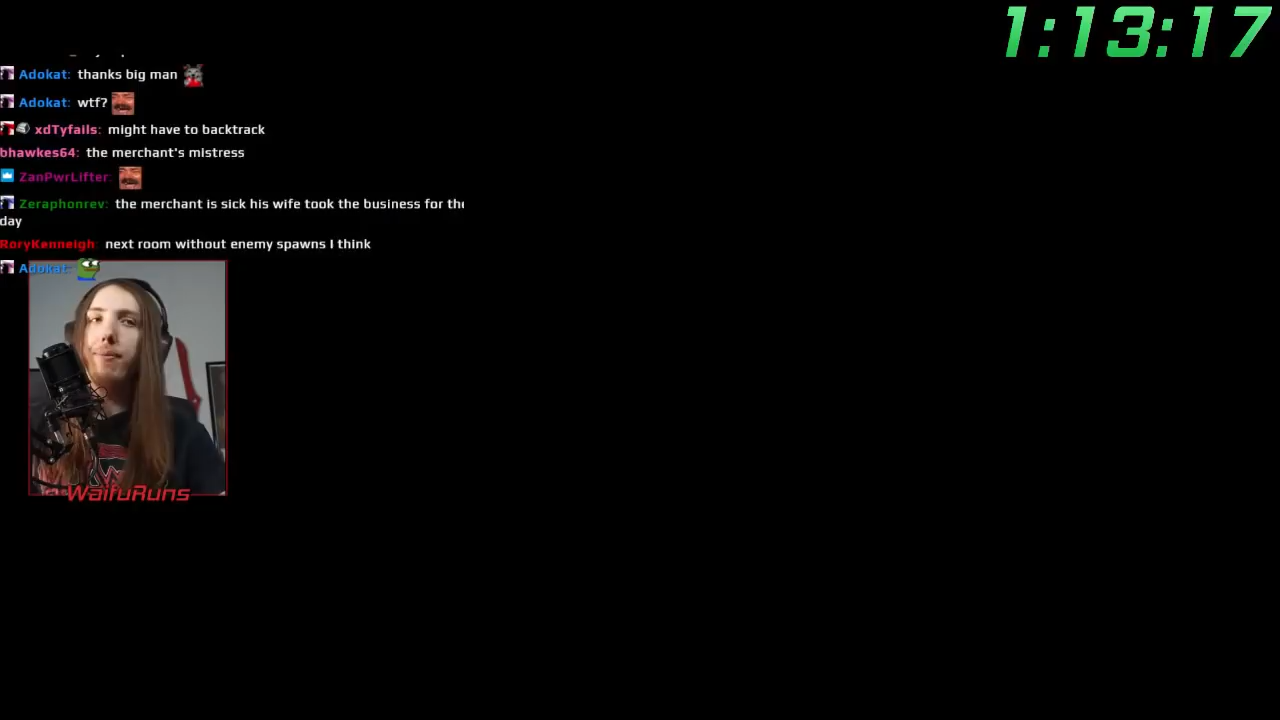 1:13:17
Adokat: thanks big man
Adokat: wtf?
xdTyfails: might have to backtrack
bhawkes64: the merchant's mistress
ZanPwrLifter:
Zeraphonrev: the merchant is sick his wife took the business for the
day
RoryKenneigh: next room without enemy spawns I think
Adokat:
WaifuRuns